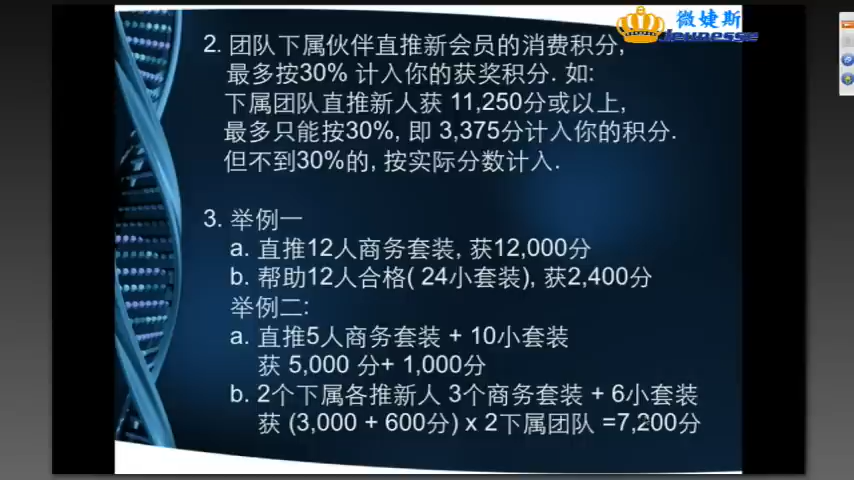 微婕斯
Jeunesse
2. 团队下属伙伴直推新会员的消费积分,
最多按30% 计入你的获奖积分. 如:
下属团队直推新人获 11,250分或以上,
最多只能按30%, 即 3,375分计入你的积分.
但不到30%的, 按实际分数计入.
3. 举例一
a. 直推12人商务套装, 获12,000分
b. 帮助12人合格( 24小套装), 获2,400分
举例二:
a. 直推5人商务套装 + 10小套装
获 5,000 分+ 1,000分
b. 2个下属各推新人 3个商务套装 + 6小套装
获 (3,000 + 600分) x 2下属团队 =7,200分